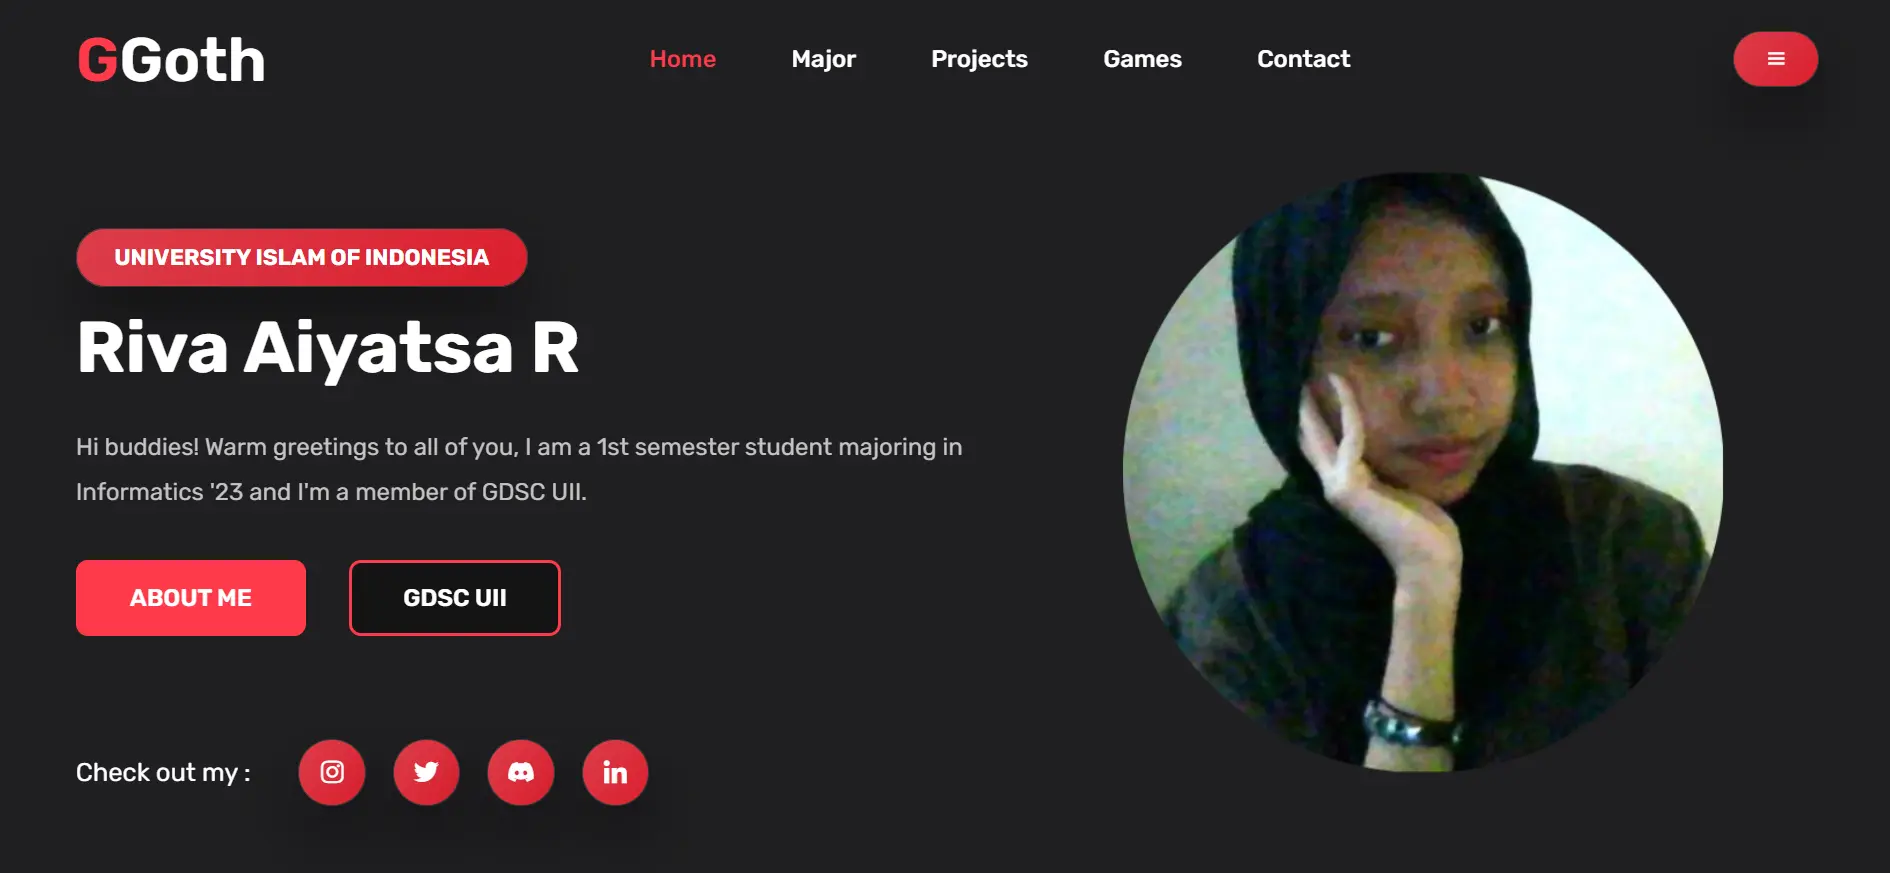 GGoth
Home
Major
Projects
Games
Contact
UNIVERSITY ISLAM OF INDONESIA
Riva Aiyatsa R
Hi buddies! Warm greetings to all of you, I am a 1st semester student majoring in
Informatics '23 and I'm a member of GDSC UII.
ABOUT ME
GDSC UII
Check out my :